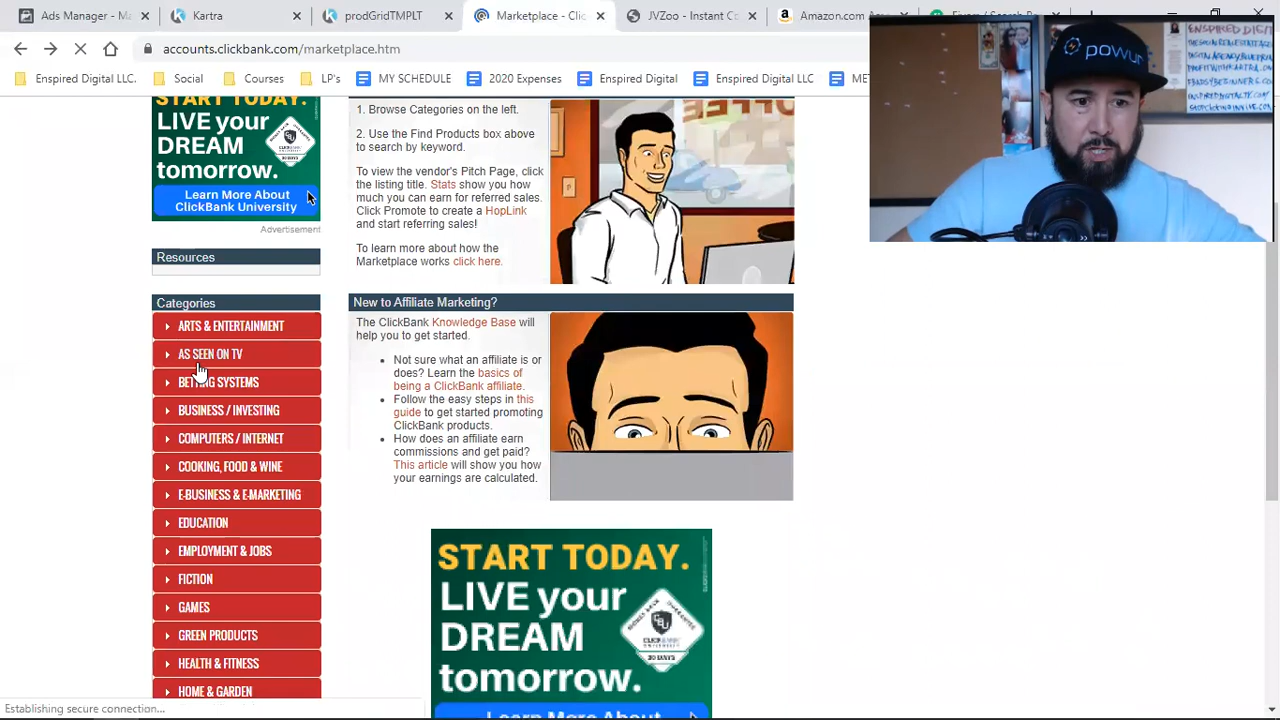 Ads Manager - M
Kartra
prodGridTMPLT
Marketplace - Clic
JVZoo - Instant Co
Amazon.com
accounts.clickbank.com/marketplace.htm
Enspired Digital LLC.
Social
Courses
LP's
MY SCHEDULE
Enspired Digital
Enspired Digital LLC
powur
ENSPIRED DIGIT
START TODAY.
LIVE your
DREAM
tomorrow.
Learn More About
ClickBank University
Advertisement
Resources
Categories
ARTS & ENTERTAINMENT
AS SEEN ON TV
BETTING SYSTEMS
BUSINESS / INVESTING
COMPUTERS / INTERNET
COOKING, FOOD & WINE
E-BUSINESS & E-MARKETING
EDUCATION
EMPLOYMENT & JOBS
FICTION
GAMES
GREEN PRODUCTS
HEALTH & FITNESS
HOME & GARDEN
1. Browse Categories on the left.
2. Use the Find Products box above
to search by keyword.
To view the vendor's Pitch Page, click
the listing title. Stats show you how
much you can earn for referred sales.
Click Promote to create a HopLink
and start referring sales!
To learn more about how the
Marketplace works click here.
New to Affiliate Marketing?
The ClickBank Knowledge Base will
help you to get started.
Not sure what an affiliate is or
does? Learn the basics of
being a ClickBank affiliate.
Follow the easy steps in this
guide to get started promoting
ClickBank products.
How does an affiliate earn
commissions and get paid?
This article will show you how
your earnings are calculated.
START TODAY.
LIVE your
DREAM
tomorrow.
Learn More About
Establishing secure connection...